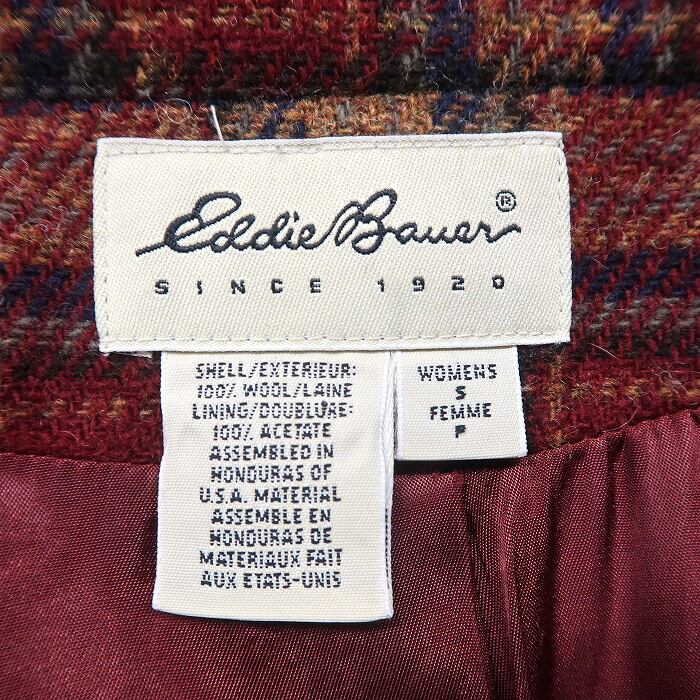 Eddie Bauer®
SINCE 1920
SHELL/EXTERIEUR:
100% WOOL/LAINE
LINING/DOUBLURE:
100% ACETATE
ASSEMBLED IN
HONDURAS OF
U.S.A. MATERIAL
ASSEMBLE EN
HONDURAS DE
MATERIAUX FAIT
AUX ETATS-UNIS
WOMENS
S
FEMME
P